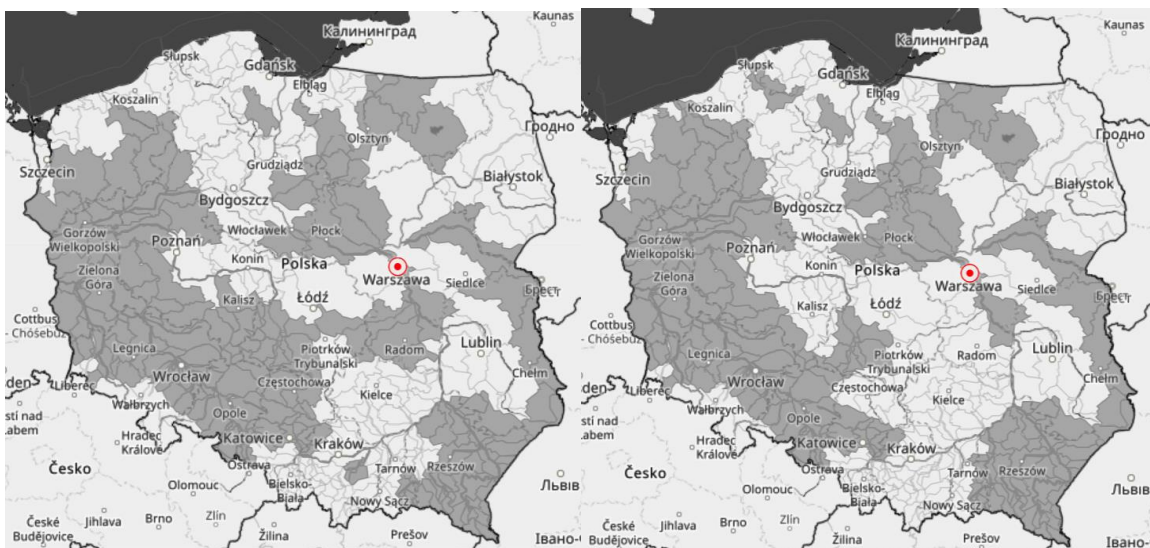 Kaunas
Калининград
Słupsk
Gdańsk
Elbląg
Koszalin
Olsztyn
Гродно
Szczecin
Grudziądz
Białystok
Bydgoszcz
Gorzów
Wielkopolski
Włocławek
Płock
Poznań
Konin
Polska
Warszawa
Siedlce
Брест
Zielona
Góra
Kalisz
Łódź
Cottbus
- Chóśebuz
Legnica
Piotrków
Trybunalski
Radom
Lublin
Wrocław
Częstochowa
Chełm
Liberec
Wałbrzych
Kielce
Opole
Hradec
Králové
Katowice
Kraków
Česko
Ostrava
Tarnów
Rzeszów
Olomouc
Bielsko-
Biała
Nowy Sącz
Львів
České
Budějovice
Jihlava
Brno
Zlín
Žilina
Prešov
Івано-
Kaunas
Калининград
Słupsk
Gdańsk
Elbląg
Koszalin
Olsztyn
Гродно
Szczecin
Grudziądz
Białystok
Bydgoszcz
Gorzów
Wielkopolski
Włocławek
Płock
Poznań
Konin
Polska
Warszawa
Siedlce
Брест
Zielona
Góra
Kalisz
Łódź
Cottbus
- Chóśebuz
Legnica
Piotrków
Trybunalski
Radom
Lublin
Wrocław
Częstochowa
Chełm
Liberec
Wałbrzych
Kielce
Opole
Hradec
Králové
Katowice
Kraków
Česko
Ostrava
Tarnów
Rzeszów
Olomouc
Bielsko-
Biała
Nowy Sącz
Львів
České
Budějovice
Jihlava
Brno
Zlín
Žilina
Prešov
Івано-